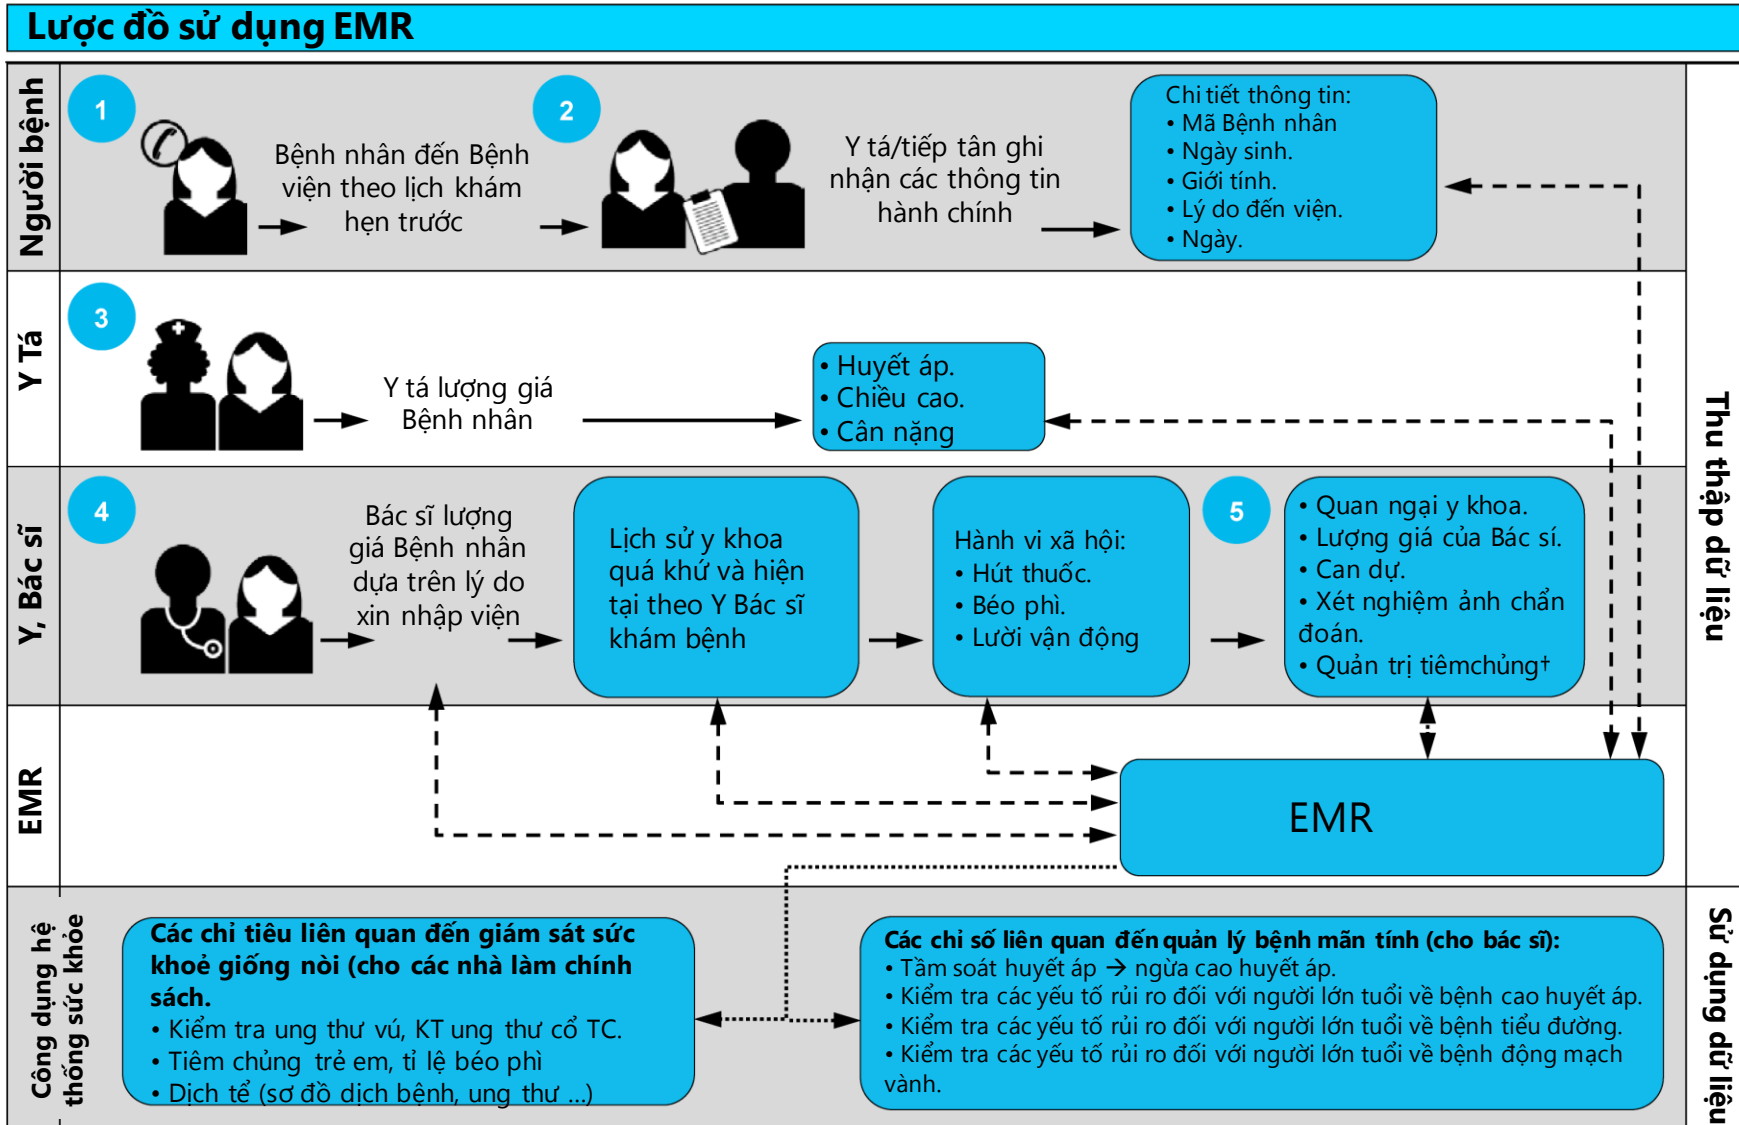 Lược đồ sử dụng EMR
Người bệnh
1
Bệnh nhân đến Bệnh
viện theo lịch khám
hẹn trước
2
Y tá/tiếp tân ghi
nhận các thông tin
hành chính
Chi tiết thông tin:
• Mã Bệnh nhân
• Ngày sinh.
• Giới tính.
• Lý do đến viện.
• Ngày.
Y Tá
3
Y tá lượng giá
Bệnh nhân
• Huyết áp.
• Chiều cao.
• Cân nặng
Thu thập dữ liệu
Y, Bác sĩ
4
Bác sĩ lượng
giá Bệnh nhân
dựa trên lý do
xin nhập viện
Lịch sử y khoa
quá khứ và hiện
tại theo Y Bác sĩ
khám bệnh
Hành vi xã hội:
• Hút thuốc.
• Béo phì.
• Lười vận động
5
• Quan ngại y khoa.
• Lượng giá của Bác sí.
• Can dự.
• Xét nghiệm ảnh chẩn
đoán.
• Quản trị tiêmchủng†
EMR
EMR
Công dụng hệ
thống sức khỏe
Các chỉ tiêu liên quan đến giám sát sức
khoẻ giống nòi (cho các nhà làm chính
sách.
• Kiểm tra ung thư vú, KT ung thư cổ TC.
• Tiêm chủng trẻ em, tỉ lệ béo phì
• Dịch tể (sơ đồ dịch bệnh, ung thư ...)
Các chỉ số liên quan đến quản lý bệnh mãn tính (cho bác sĩ):
• Tầm soát huyết áp → ngừa cao huyết áp.
• Kiểm tra các yếu tố rủi ro đối với người lớn tuổi về bệnh cao huyết áp.
• Kiểm tra các yếu tố rủi ro đối với người lớn tuổi về bệnh tiểu đường.
• Kiểm tra các yếu tố rủi ro đối với người lớn tuổi về bệnh động mạch
vành.
Sử dụng dữ liệu